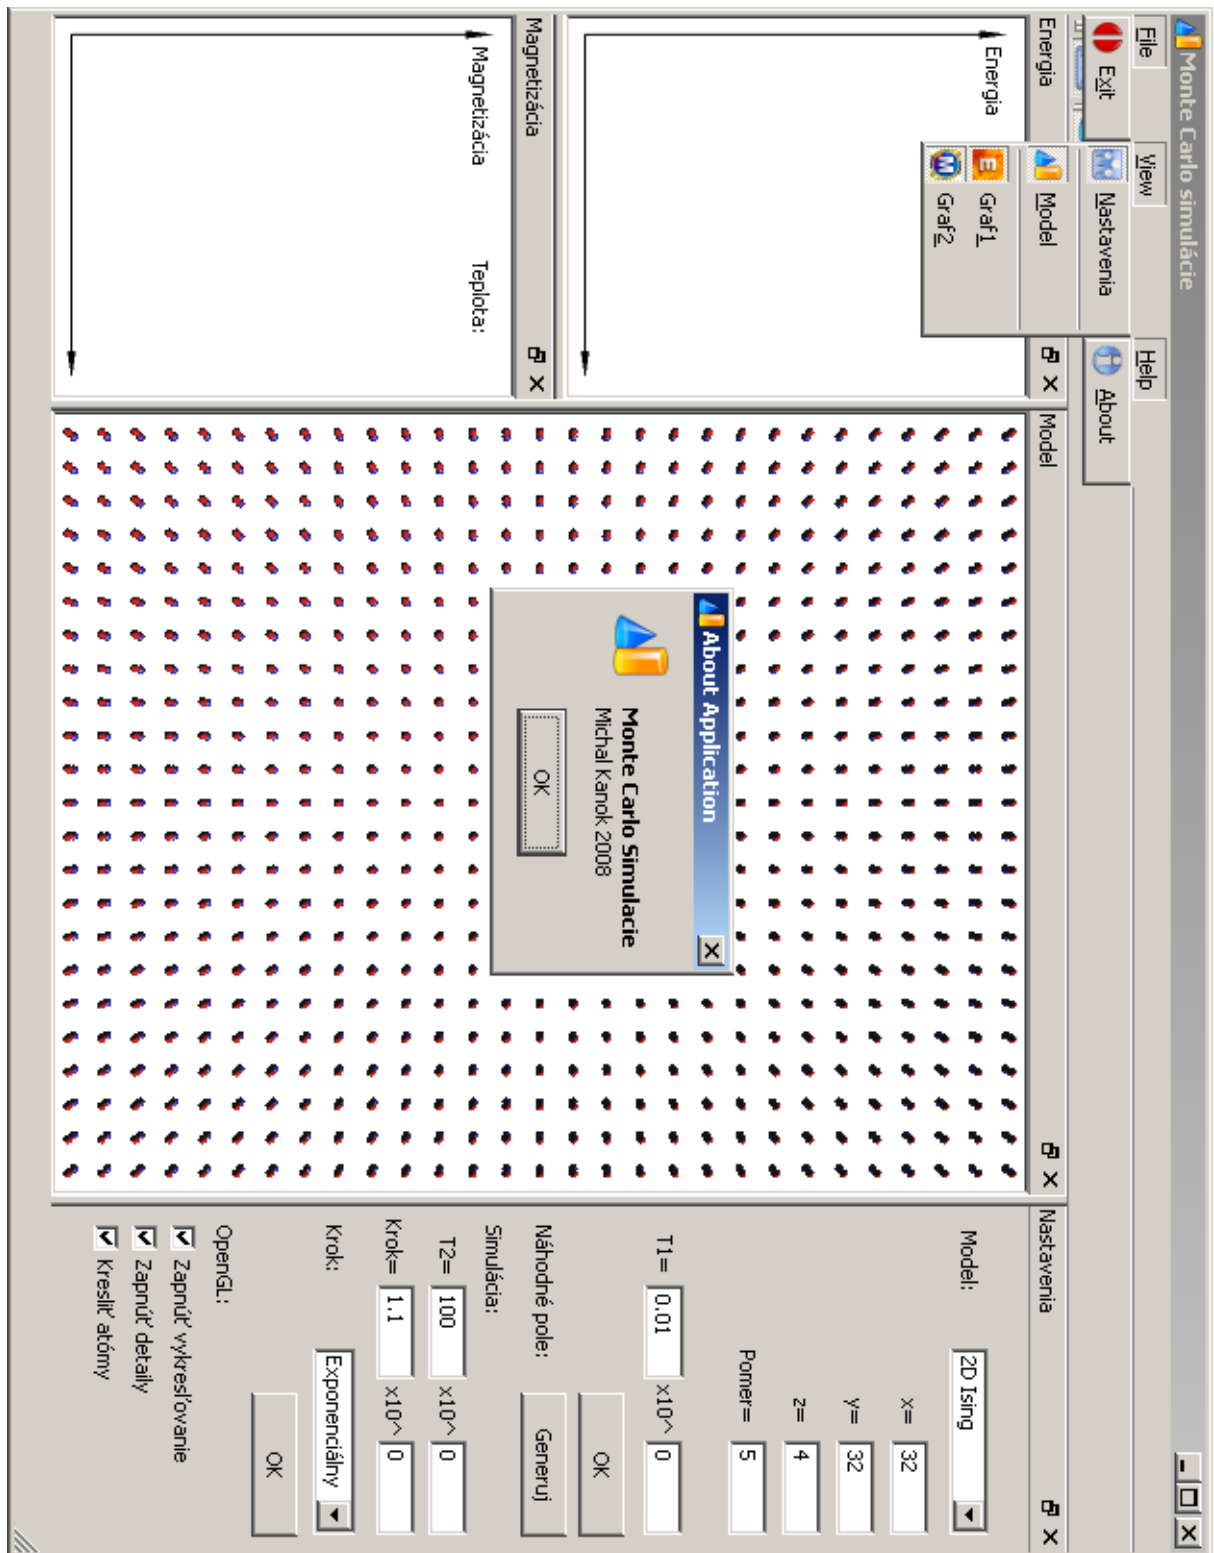 Monte Carlo simulácie
File View Help
Exit
Nastavenia
Model
Graf1
Graf2
About
Energia
Energia
Magnetizácia
Magnetizácia
Teplota:
Model
About Application
Monte Carlo Simulacie
Michal Kanok 2008
OK
Nastavenia
Model: 2D Ising
x= 32
y= 32
z= 4
Pomer= 5
T1= 0.01 x10^ 0
OK
Náhodné pole: Generuj
Simulácia:
T2= 100 x10^ 0
Krok= 1.1 x10^ 0
Krok: Exponenciálny
OK
OpenGL:
Zapnúť vykresľovanie
Zapnúť detaily
Kresliť atómy